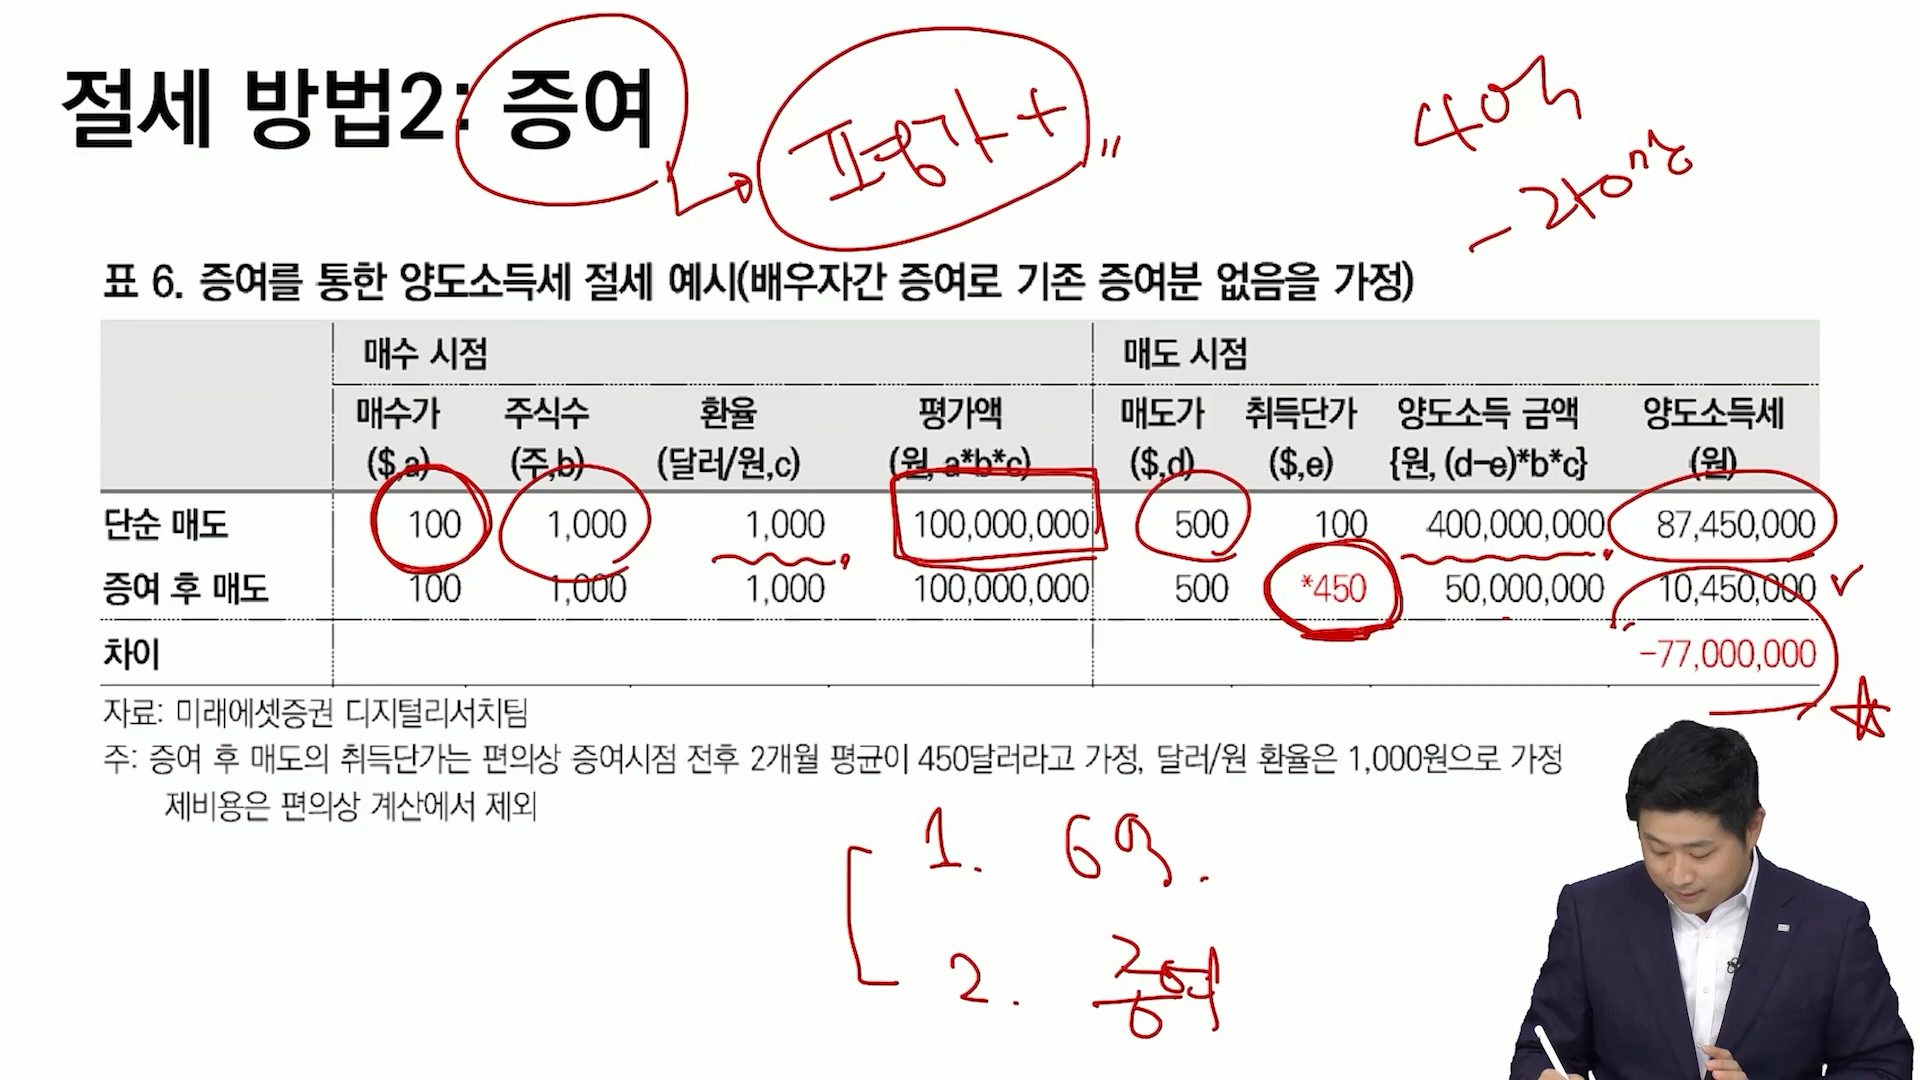 절세 방법2: 증여
평가+
4억
-250만
표 6. 증여를 통한 양도소득세 절세 예시(배우자간 증여로 기존 증여분 없음을 가정)
매수 시점 매도 시점
매수가 주식수 환율 평가액 매도가 취득단가 양도소득 금액 양도소득세
($,a) (주,b) (달러/원,c) (원, a*b*c) ($,d) ($,e) {원, (d-e)*b*c} (원)
단순 매도 100 1,000 1,000 100,000,000 500 100 400,000,000 87,450,000
증여 후 매도 100 1,000 1,000 100,000,000 500 *450 50,000,000 10,450,000
차이 -77,000,000
자료: 미래에셋증권 디지털리서치팀
주: 증여 후 매도의 취득단가는 편의상 증여시점 전후 2개월 평균이 450달러라고 가정, 달러/원 환율은 1,000원으로 가정
제비용은 편의상 계산에서 제외
1. 6억.
2. 증여